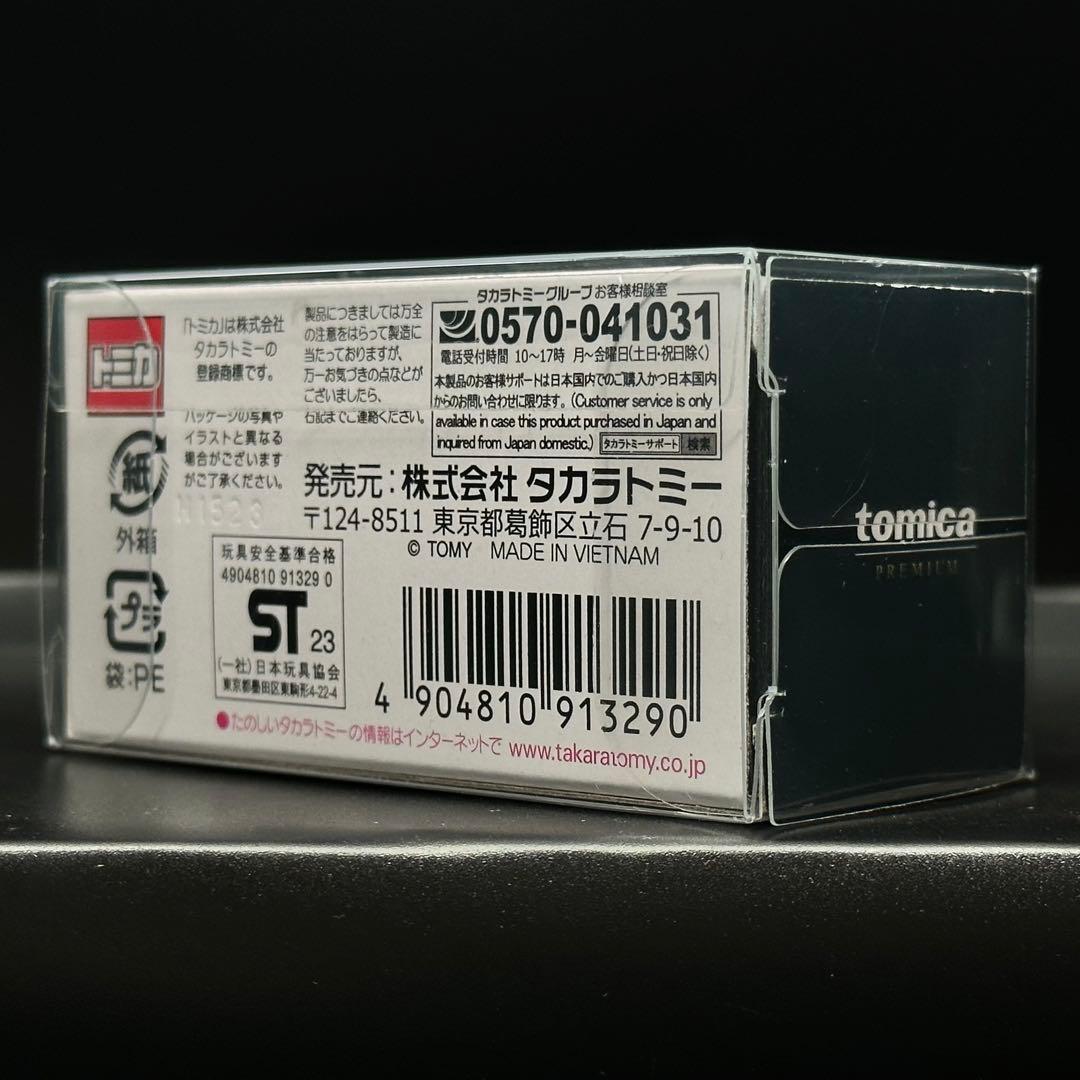 トミカ
「トミカ」は株式会社
タカラトミーの
登録商標です。
パッケージの写真や
イラストと異なる
場合がございます
がご了承ください。
製品につきましては万全
の注意をはらって製造に
当たっておりますが、
万一お気づきの点などが
ございましたら、
右記までご連絡ください。
タカラトミーグループ お客様相談室
0570-041031
電話受付時間 10〜17時 月〜金曜日(土日・祝日除く)
本製品のお客様サポートは日本国内でのご購入かつ日本国内
からのお問い合わせに限ります。(Customer service is only
available in case this product purchased in Japan and
inquired from Japan domestic.) タカラトミーサポート 検索
発売元:株式会社 タカラトミー
〒124-8511 東京都葛飾区立石 7-9-10
© TOMY MADE IN VIETNAM
紙
外箱
プラ
袋:PE
N1523
玩具安全基準合格
4904810 91329 0
ST 23
(一社)日本玩具協会
東京都墨田区東駒形4-22-4
4 904810 913290
●たのしいタカラトミーの情報はインターネットで www.takaratomy.co.jp
tomica
PREMIUM